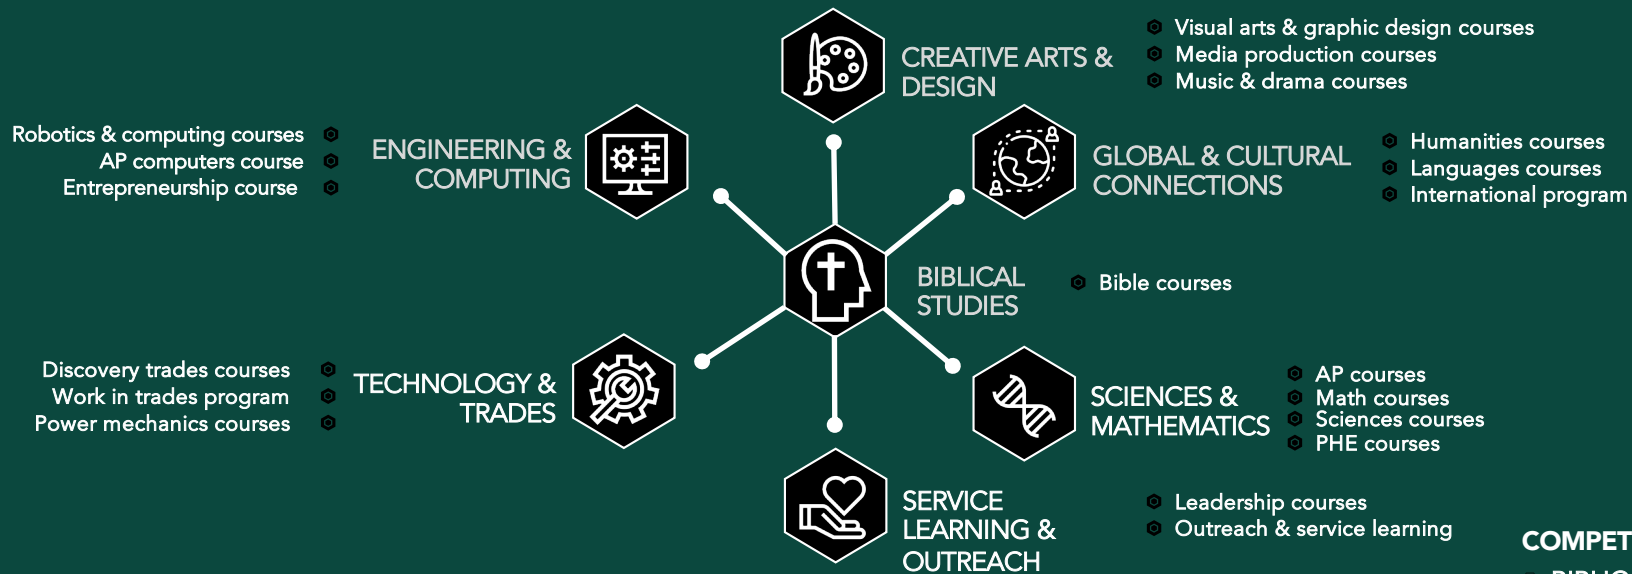 CREATIVE ARTS &
DESIGN
Visual arts & graphic design courses
Media production courses
Music & drama courses
Robotics & computing courses
AP computers course
Entrepreneurship course
ENGINEERING &
COMPUTING
GLOBAL & CULTURAL
CONNECTIONS
Humanities courses
Languages courses
International program
BIBLICAL
STUDIES
Bible courses
Discovery trades courses
Work in trades program
Power mechanics courses
TECHNOLOGY &
TRADES
SCIENCES &
MATHEMATICS
AP courses
Math courses
Sciences courses
PHE courses
SERVICE
LEARNING &
OUTREACH
Leadership courses
Outreach & service learning
COMPET